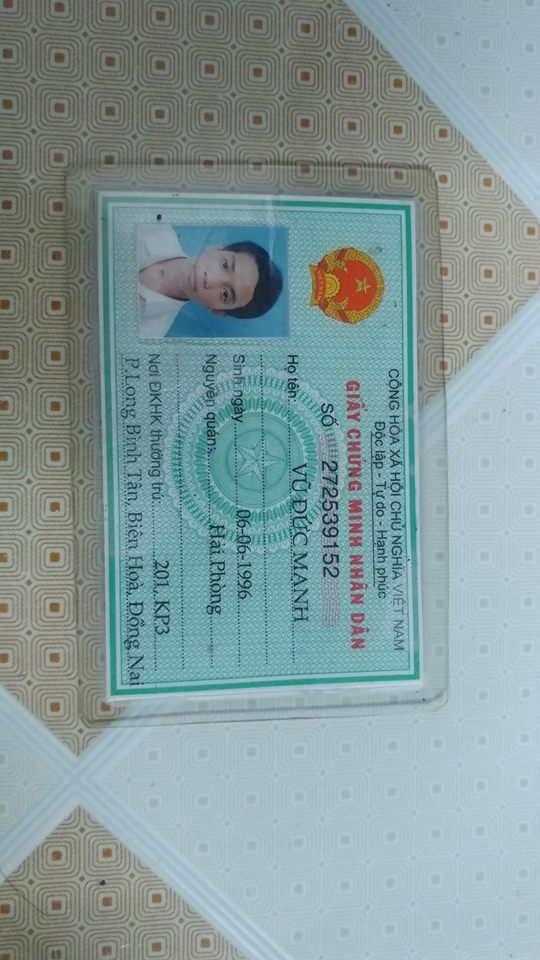 CỘNG HÒA XÃ HỘI CHỦ NGHĨA VIỆT NAM
Độc lập - Tự do - Hạnh phúc
GIẤY CHỨNG MINH NHÂN DÂN
SỐ 272539152
Họ tên: VŨ ĐỨC MẠNH
Sinh ngày 06-06-1996
Nguyên quán: Hải Phòng
Nơi ĐKHK thường trú: 201, KP3
P.Long Bình Tân, Biên Hoà, Đồng Nai